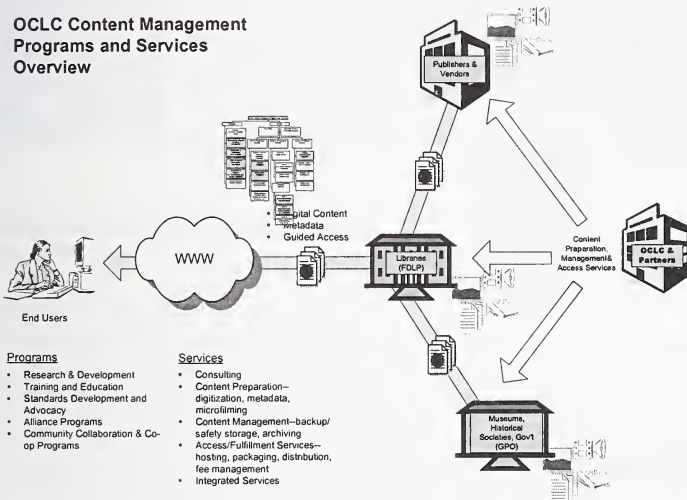 OCLC Content Management
Programs and Services
Overview
Publishers &
Vendors
• Digital Content
• Metadata
• Guided Access
WWW
Libraries
(FDLP)
Content
Preparation,
Management&
Access Services
OCLC &
Partners
End Users
Programs
• Research & Development
• Training and Education
• Standards Development and
Advocacy
• Alliance Programs
• Community Collaboration & Co-
op Programs
Services
• Consulting
• Content Preparation--
digitization, metadata,
microfilming
• Content Management--backup/
safety storage, archiving
• Access/Fulfillment Services--
hosting, packaging, distribution,
fee management
• Integrated Services
Museums,
Historical
Societies, Gov't
(GPO)